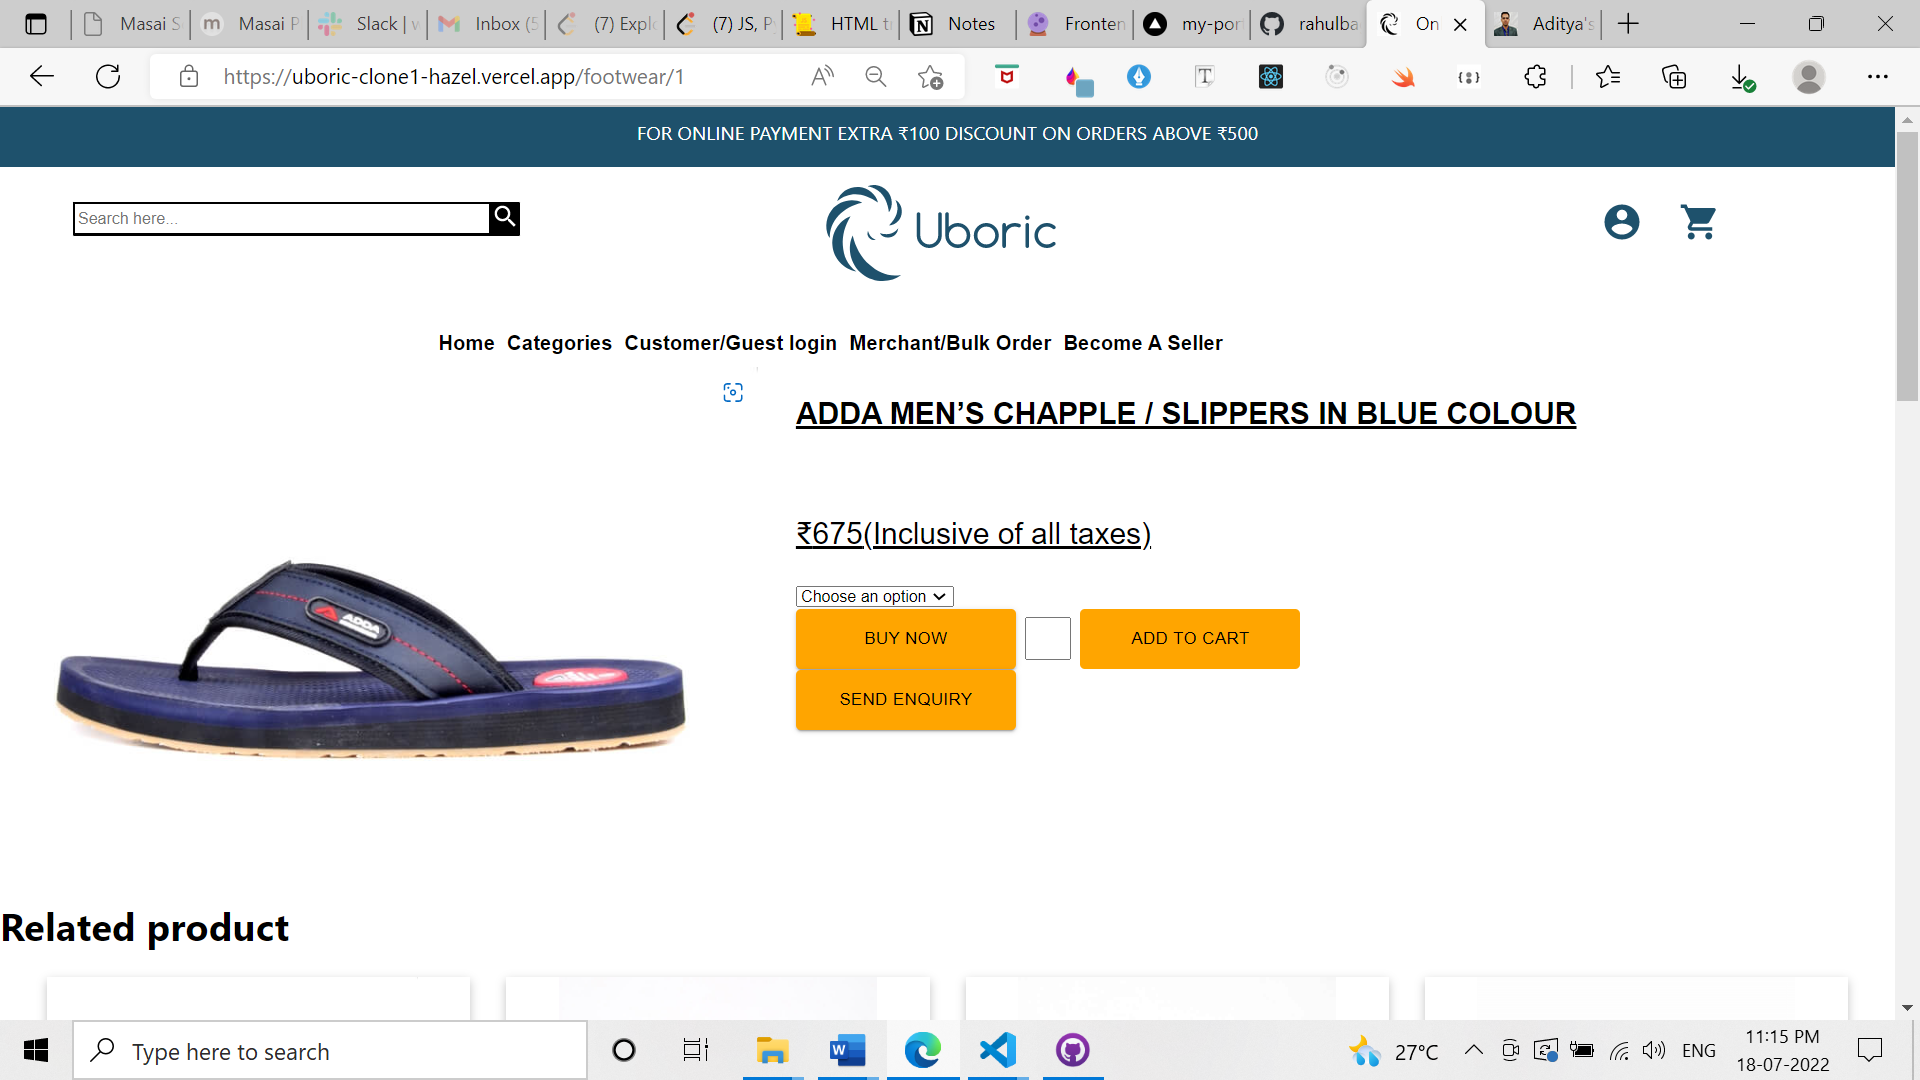 Masai S
Masai P
Slack | w
Inbox (5
(7) Explo
(7) JS, Py
HTML tr
Notes
Fronten
my-port
rahulba
On
Aditya's
https://uboric-clone1-hazel.vercel.app/footwear/1
FOR ONLINE PAYMENT EXTRA ₹100 DISCOUNT ON ORDERS ABOVE ₹500
Search here...
Uboric
Home Categories Customer/Guest login Merchant/Bulk Order Become A Seller
ADDA MEN’S CHAPPLE / SLIPPERS IN BLUE COLOUR
₹675(Inclusive of all taxes)
Choose an option
BUY NOW
ADD TO CART
SEND ENQUIRY
ADDA
Related product
Type here to search
27°C
ENG
11:15 PM
18-07-2022